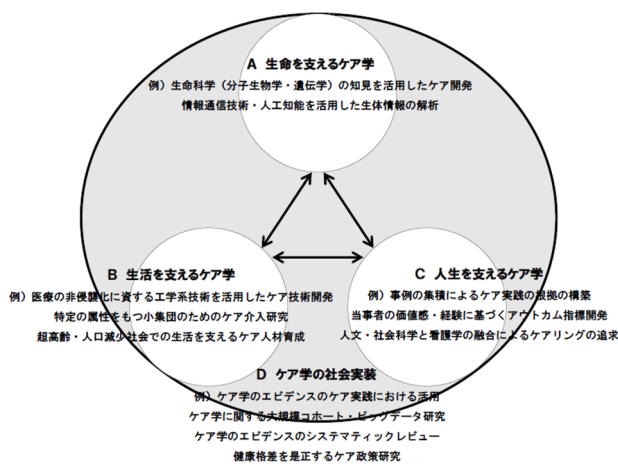 A 生命を支えるケア学
例）生命科学（分子生物学・遺伝学）の知見を活用したケア開発
情報通信技術・人工知能を活用した生体情報の解析
B 生活を支えるケア学
例）医療の非侵襲化に資する工学系技術を活用したケア技術開発
特定の属性をもつ小集団のためのケア介入研究
超高齢・人口減少社会での生活を支えるケア人材育成
C 人生を支えるケア学
例）事例の集積によるケア実践の根拠の構築
当事者の価値感・経験に基づくアウトカム指標開発
人文・社会科学と看護学の融合によるケアリングの追求
D ケア学の社会実装
例）ケア学のエビデンスのケア実践における活用
ケア学に関する大規模コホート・ビッグデータ研究
ケア学のエビデンスのシステマティックレビュー
健康格差を是正するケア政策研究